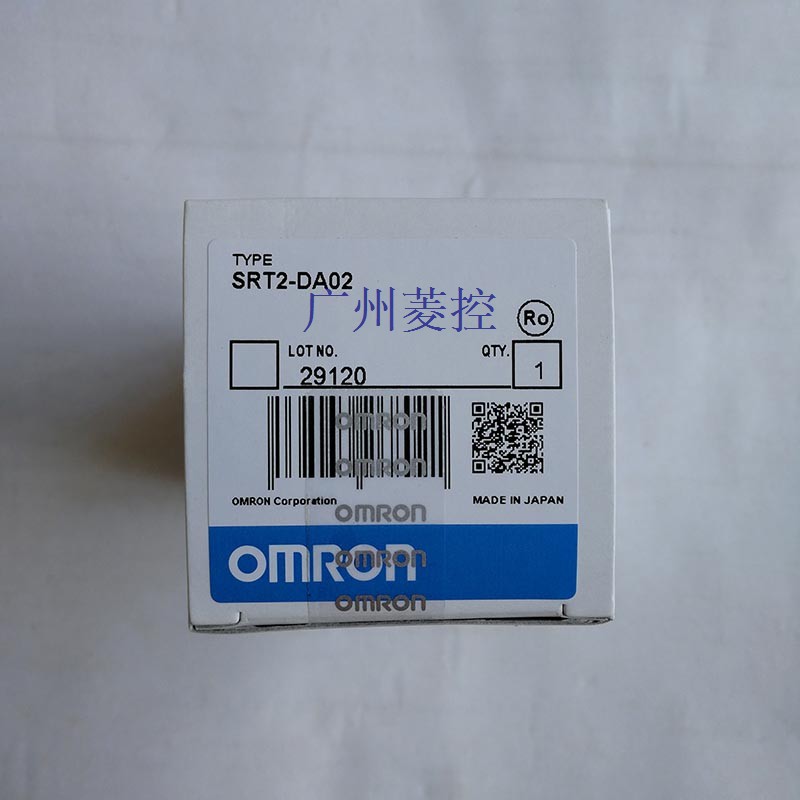 TYPE
SRT2-DA02
广州菱控
Ro
LOT NO.
29120
QTY.
1
OMRON
OMRON
OMRON Corporation
MADE IN JAPAN
OMRON
OMRON
OMRON
OMRON